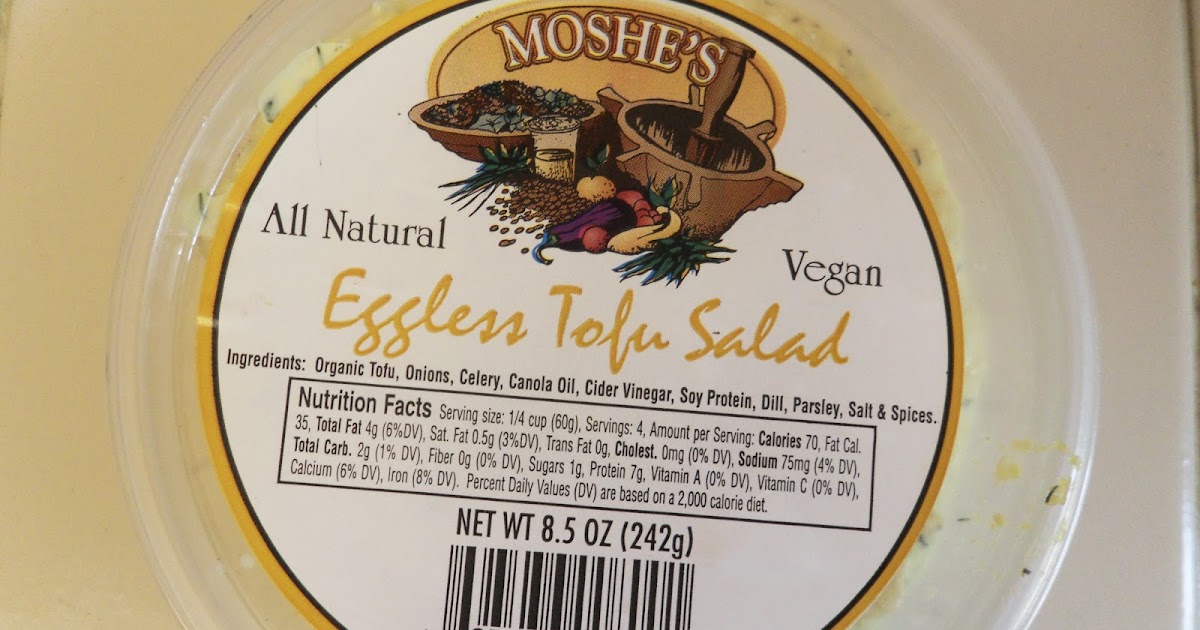 MOSHE'S
All Natural
Vegan
Eggless Tofu Salad
Ingredients: Organic Tofu, Onions, Celery, Canola Oil, Cider Vinegar, Soy Protein, Dill, Parsley, Salt & Spices.
Nutrition Facts Serving size: 1/4 cup (60g), Servings: 4, Amount per Serving: Calories 70, Fat Cal.
35, Total Fat 4g (6%DV), Sat. Fat 0.5g (3%DV), Trans Fat 0g, Cholest. 0mg (0% DV), Sodium 75mg (4% DV),
Total Carb. 2g (1% DV), Fiber 0g (0% DV), Sugars 1g, Protein 7g, Vitamin A (0% DV), Vitamin C (0% DV),
Calcium (6% DV), Iron (8% DV). Percent Daily Values (DV) are based on a 2,000 calorie diet.
NET WT 8.5 OZ (242g)